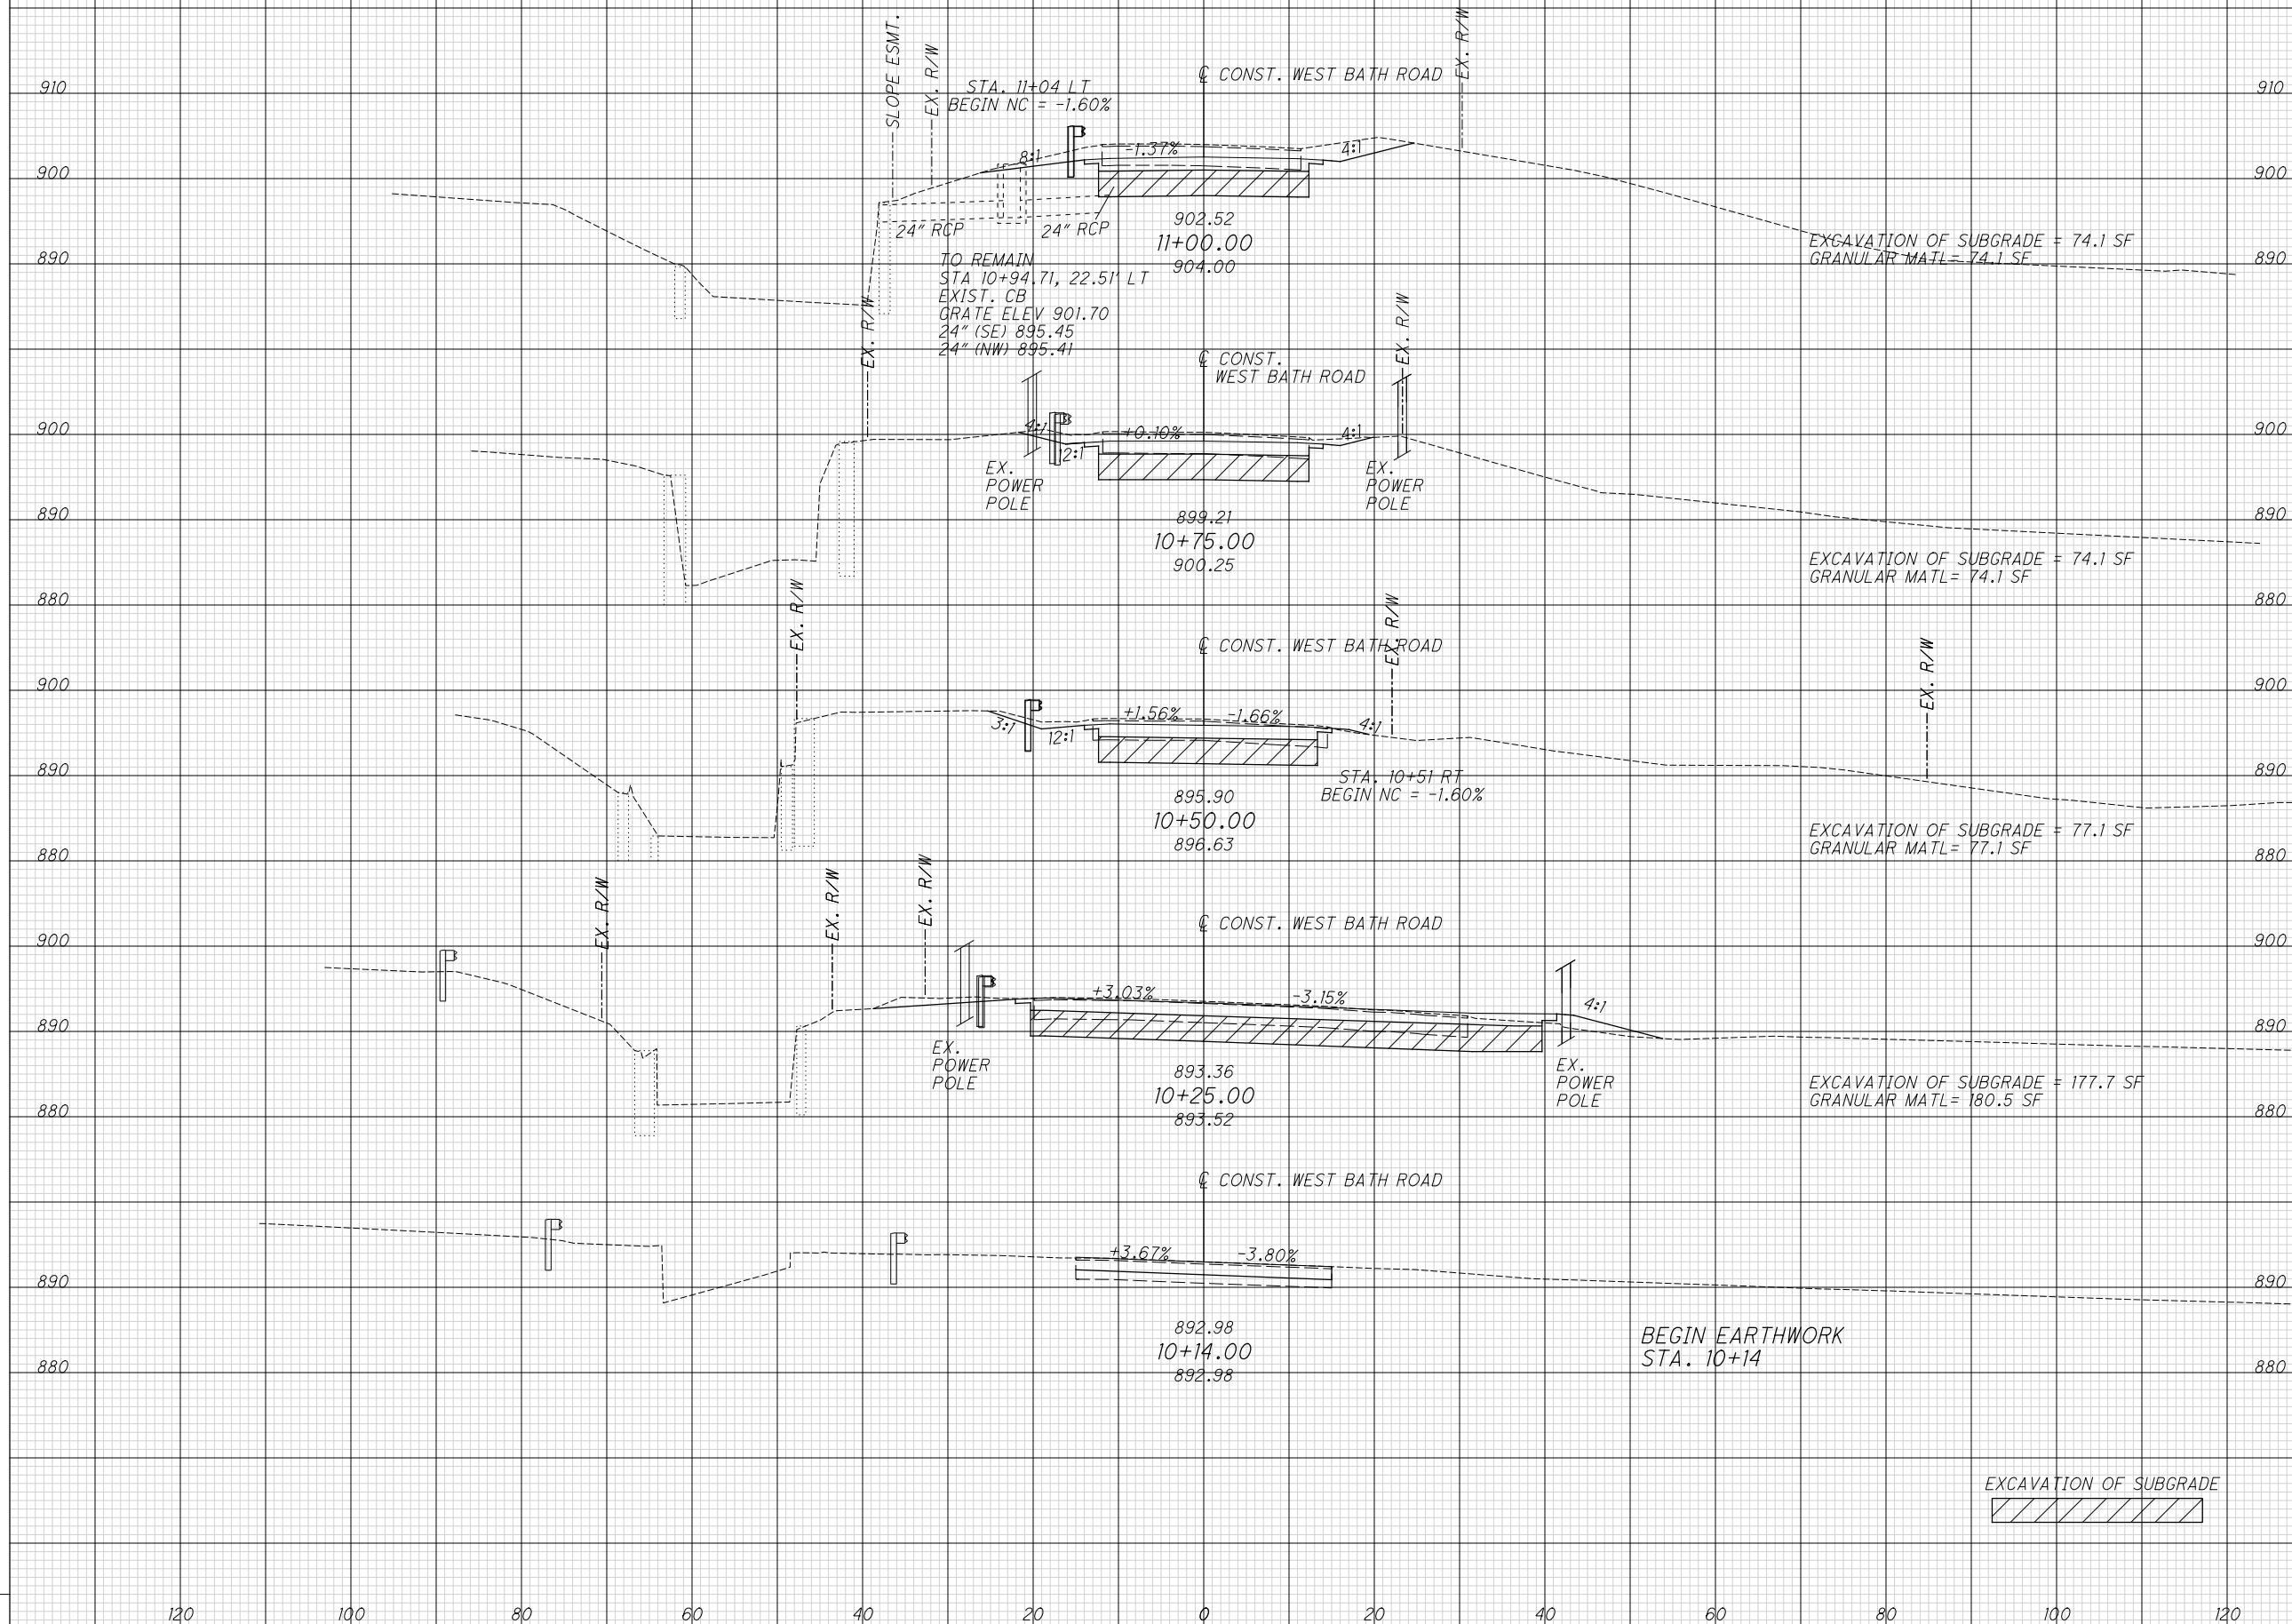 SLOPE ESMT.
EX. R/W
EX. R/W
℄ CONST. WEST BATH ROAD
STA. 11+04 LT
BEGIN NC = -1.60%
910
910
8:1
-1.37%
4:1
900
900
902.52
11+00.00
904.00
24" RCP
24" RCP
EXCAVATION OF SUBGRADE = 74.1 SF
GRANULAR MATL= 74.1 SF
890
890
TO REMAIN
STA 10+94.71, 22.51' LT
EXIST. CB
GRATE ELEV 901.70
24" (SE) 895.45
24" (NW) 895.41
EX. R/W
EX. R/W
℄ CONST.
WEST BATH ROAD
900
900
4:1
12:1
+0.10%
4:1
EX.
POWER
POLE
EX.
POWER
POLE
890
890
899.21
10+75.00
900.25
EXCAVATION OF SUBGRADE = 74.1 SF
GRANULAR MATL= 74.1 SF
880
880
EX. R/W
EX. R/W
EX. R/W
℄ CONST. WEST BATH ROAD
900
900
3:1
12:1
+1.56%
-1.66%
4:1
890
890
STA. 10+51 RT
BEGIN NC = -1.60%
895.90
10+50.00
896.63
EXCAVATION OF SUBGRADE = 77.1 SF
GRANULAR MATL= 77.1 SF
880
880
EX. R/W
EX. R/W
EX. R/W
℄ CONST. WEST BATH ROAD
900
900
+3.03%
-3.15%
4:1
890
890
EX.
POWER
POLE
EX.
POWER
POLE
893.36
10+25.00
893.52
EXCAVATION OF SUBGRADE = 177.7 SF
GRANULAR MATL= 180.5 SF
880
880
℄ CONST. WEST BATH ROAD
+3.67%
-3.80%
890
890
892.98
10+14.00
892.98
BEGIN EARTHWORK
STA. 10+14
880
880
EXCAVATION OF SUBGRADE
120 100 80 60 40 20 0 20 40 60 80 100 120